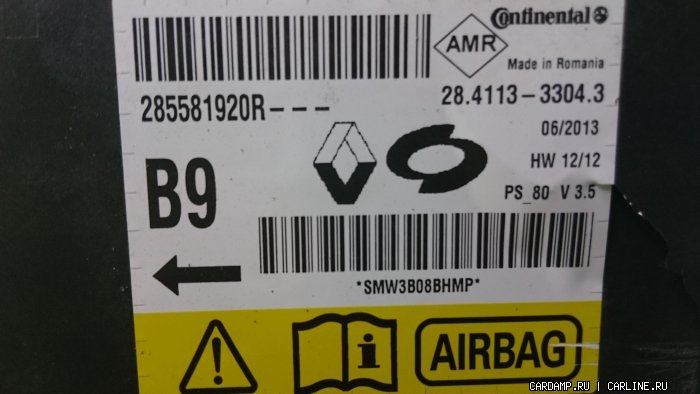 Continental
AMR
Made in Romania
285581920R---
28.4113-3304.3
06/2013
HW 12/12
B9
PS_80 V 3.5
*SMW3B08BHMP*
AIRBAG
CARDAMP.RU | CARLINE.RU